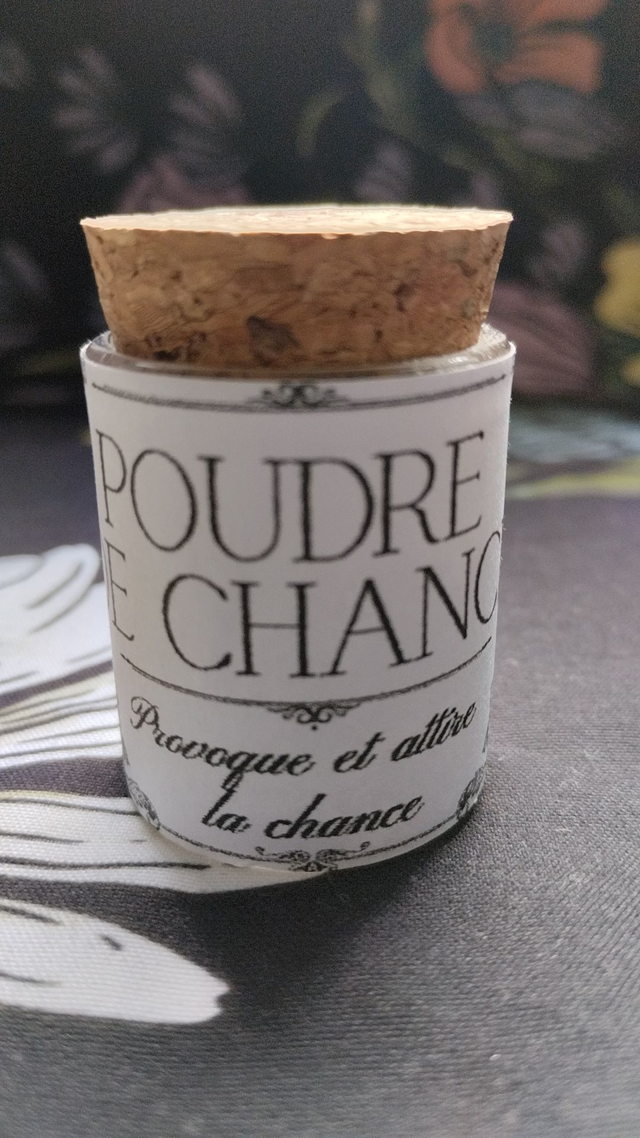 POUDRE
E CHANC
Provoque et attire
la chance